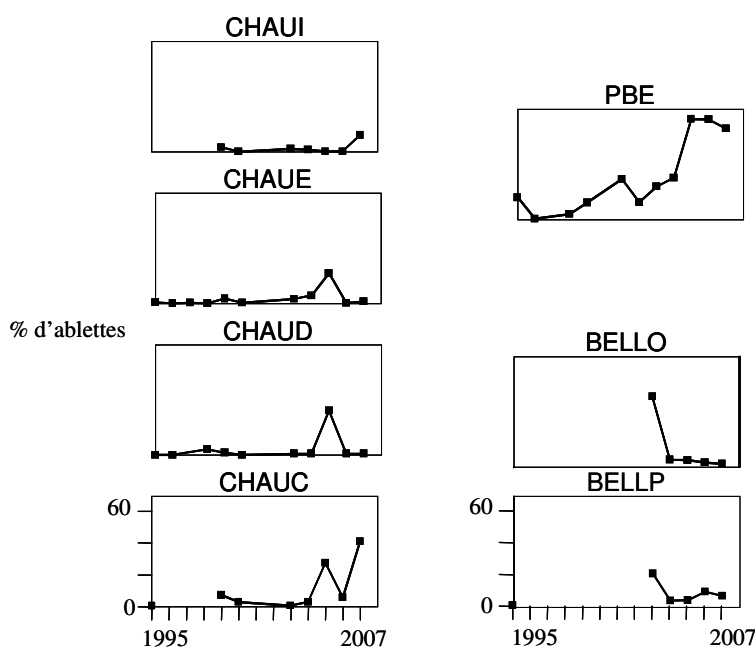 CHAUI
PBE
CHAUE
% d'ablettes
CHAUD
BELLO
CHAUC
BELLP
60
60
0
0
1995
2007
1995
2007